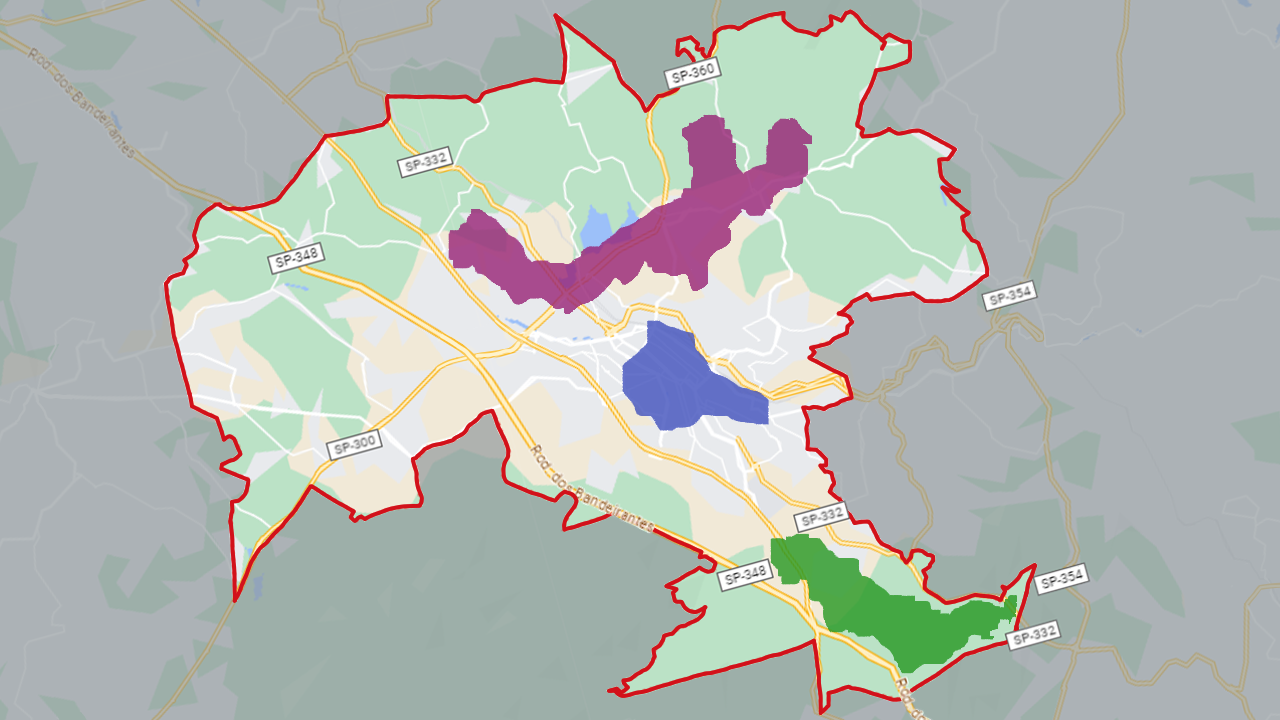 Rod. dos Bandeirantes
SP-360
SP-332
SP-348
SP-354
SP-300
Rod. dos Bandeirantes
SP-332
SP-348
SP-354
SP-332
Rod. do